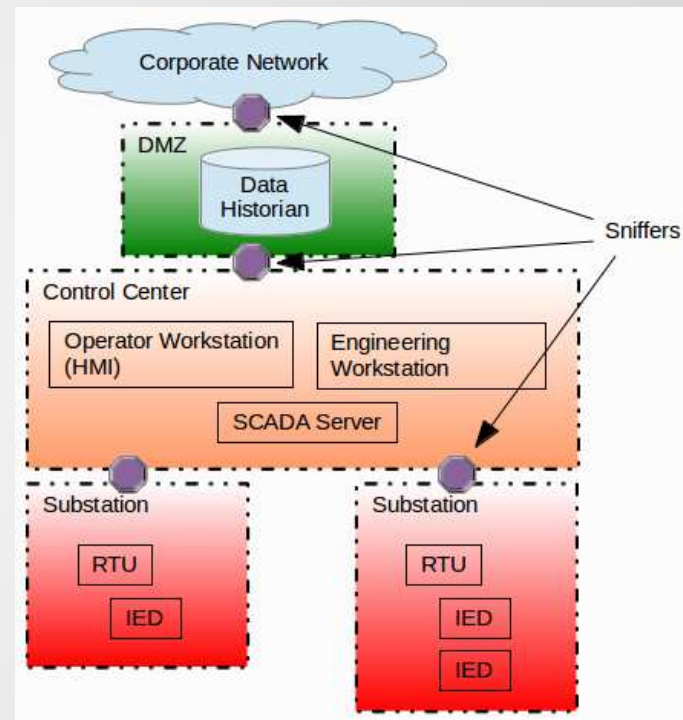 Corporate Network
DMZ
Data
Historian
Sniffers
Control Center
Operator Workstation
(HMI)
Engineering
Workstation
SCADA Server
Substation
RTU
IED
Substation
RTU
IED
IED